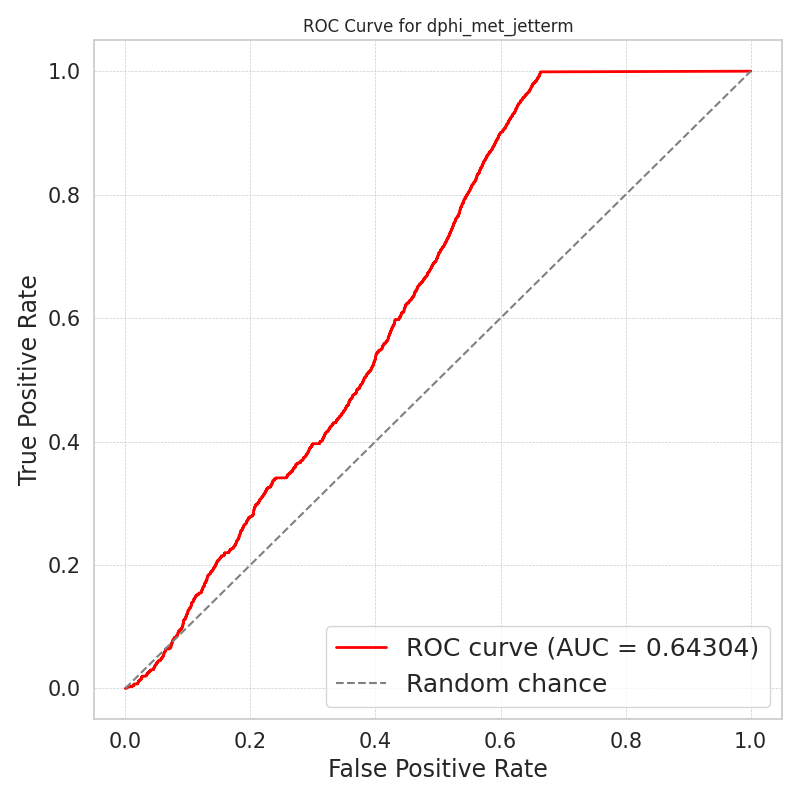 ROC Curve for dphi_met_jetterm
1.0
0.8
0.6
0.4
0.2
0.0
True Positive Rate
ROC curve (AUC = 0.64304)
Random chance
0.0 0.2 0.4 0.6 0.8 1.0
False Positive Rate